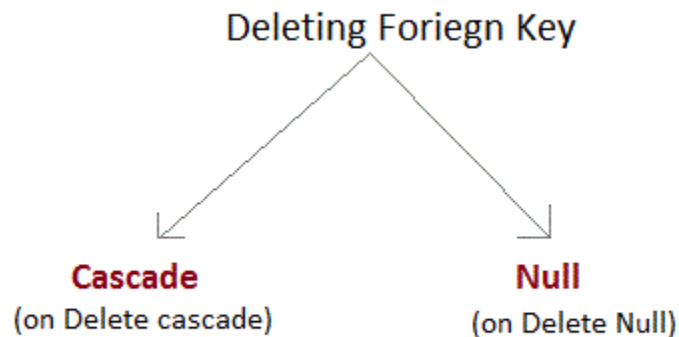 Deleting Foriegn Key
Cascade
(on Delete cascade)
Null
(on Delete Null)